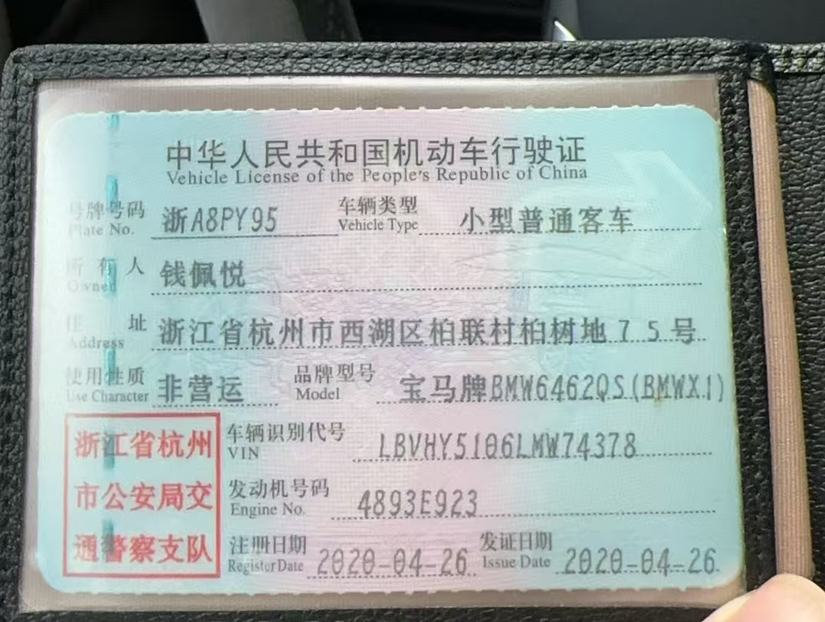 中华人民共和国机动车行驶证
Vehicle License of the People's Republic of China
号牌号码 浙A8PY95 车辆类型 小型普通客车
Plate No. Vehicle Type
所有人 钱佩悦
Owner
住址 浙江省杭州市西湖区柏联村柏树地75号
Address
使用性质 非营运 品牌型号 宝马牌BMW6462QS(BMWX1)
Use Character Model
浙江省杭州 车辆识别代号 LBVHY5106LMW74378
VIN
市公安局交 发动机号码 4893E923
Engine No.
通警察支队 注册日期 2020-04-26 发证日期 2020-04-26
Register Date Issue Date